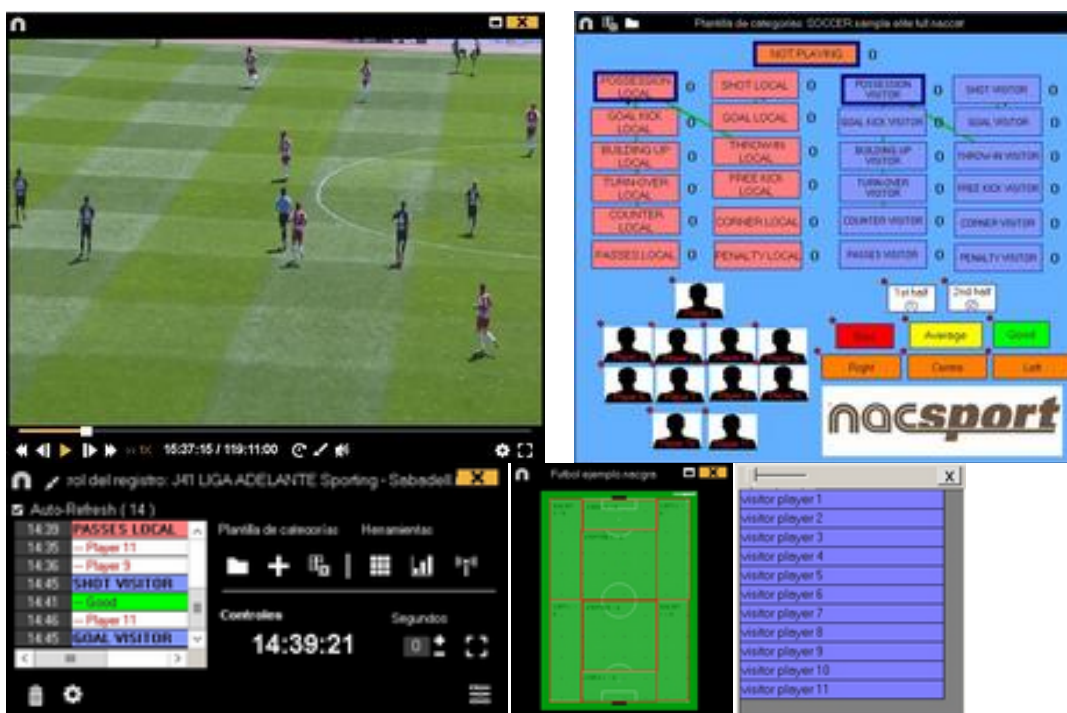 1x 15:37:15 / 119:11:00
Plantilla de categorías: SOCCER sample elite full.naccer
NOT PLAYING 0
POSSESSION LOCAL 0 SHOT LOCAL 0 POSSESSION VISITOR 0 SHOT VISITOR 0
GOAL KICK LOCAL 0 GOAL LOCAL 0 GOAL KICK VISITOR 0 GOAL VISITOR 0
BUILDING UP LOCAL 0 THROW-IN LOCAL 0 BUILDING UP VISITOR 0 THROW-IN VISITOR 0
TURN-OVER LOCAL 0 FREE KICK LOCAL 0 TURN-OVER VISITOR 0 FREE KICK VISITOR 0
COUNTER LOCAL 0 CORNER LOCAL 0 COUNTER VISITOR 0 CORNER VISITOR 0
PASSES LOCAL 0 PENALTY LOCAL 0 PASSES VISITOR 0 PENALTY VISITOR 0
1st half 2nd half
Average Good
Right Centre Left
nacsport
rol del registro: J41 LIGA ADELANTE Sporting - Sabadell
Auto-Refresh ( 14 )
14:39 PASSES LOCAL
14:35 -- Player 11
14:36 -- Player 9
14:45 SHOT VISITOR
14:41 -- Good
14:46 -- Player 11
14:45 GOAL VISITOR
Plantilla de categorías Herramientas
Controles Segundos
14:39:21 0
Futbol ejemplo nacgra
visitor player 1
visitor player 2
visitor player 3
visitor player 4
visitor player 5
visitor player 6
visitor player 7
visitor player 8
visitor player 9
visitor player 10
visitor player 11